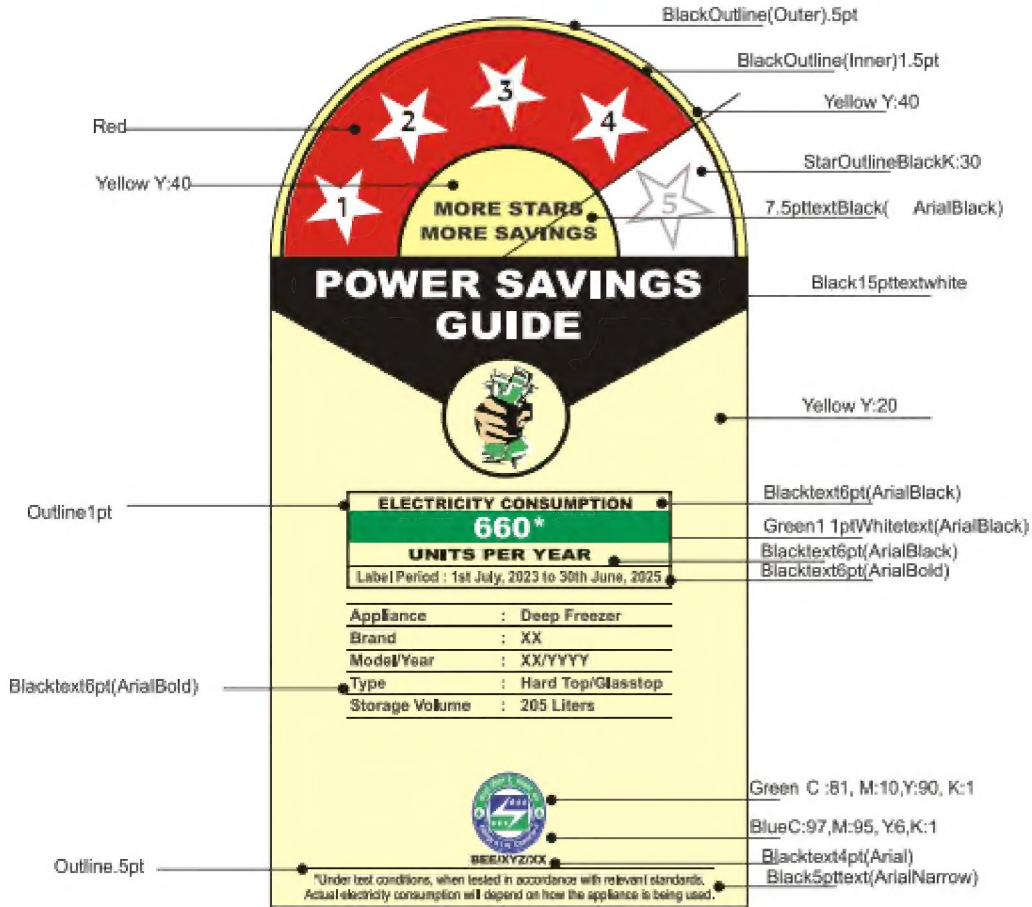 BlackOutline(Outer).5pt
BlackOutline(Inner)1.5pt
Yellow Y:40
Red
StarOutlineBlackK:30
Yellow Y:40
7.5pttextBlack( ArialBlack)
1
2
3
4
5
MORE STARS
MORE SAVINGS
POWER SAVINGS
GUIDE
Black15pttextwhite
Yellow Y:20
Outline1pt
ELECTRICITY CONSUMPTION
Blacktext6pt(ArialBlack)
660*
Green1 1ptWhitetext(ArialBlack)
UNITS PER YEAR
Blacktext6pt(ArialBlack)
Label Period : 1st July, 2023 to 30th June, 2025
Blacktext6pt(ArialBold)
Appliance : Deep Freezer
Brand : XX
Model/Year : XX/YYYY
Blacktext6pt(ArialBold)
Type : Hard Top/Glasstop
Storage Volume : 205 Liters
Green C :81, M:10,Y:90, K:1
BlueC:97,M:95, Y:6,K:1
BEE/XYZ/XX
Blacktext4pt(Arial)
Outline.5pt
*Under test conditions, when tested in accordance with relevant standards.
Actual electricity consumption will depend on how the appliance is being used.
Black5pttext(ArialNarrow)